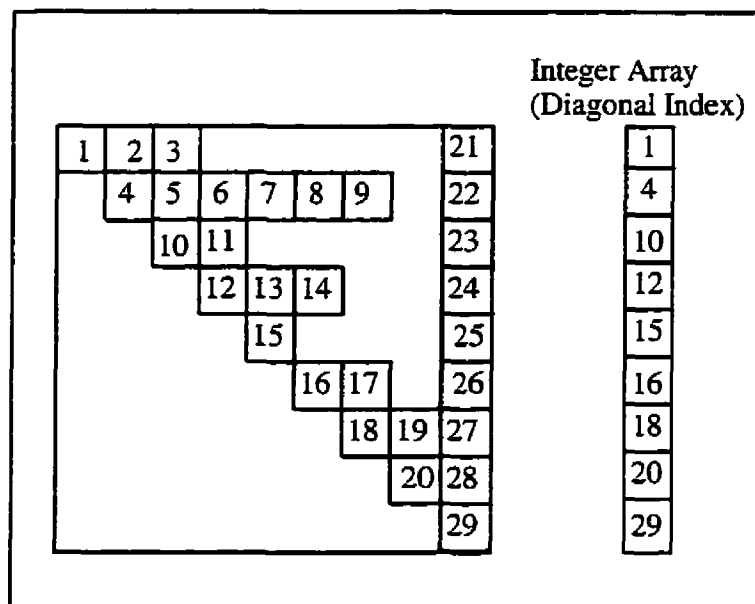 Integer Array
(Diagonal Index)
1 2 3 21 1
4 5 6 7 8 9 22 4
10 11 23 10
12 13 14 24 12
15 25 15
16 17 26 16
18 19 27 18
20 28 20
29 29